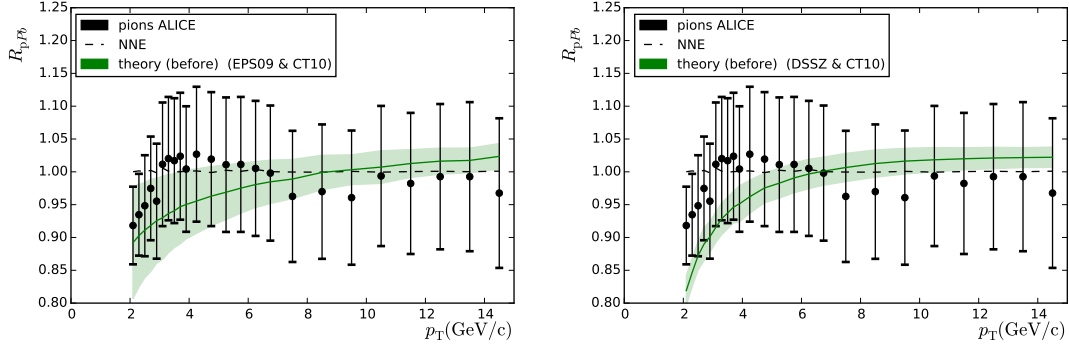 1.25
1.20
1.15
1.10
1.05
1.00
0.95
0.90
0.85
0.80
R_pPb
pions ALICE
NNE
theory (before) (EPS09 & CT10)
0 2 4 6 8 10 12 14
p_T(GeV/c)
1.25
1.20
1.15
1.10
1.05
1.00
0.95
0.90
0.85
0.80
R_pPb
pions ALICE
NNE
theory (before) (DSSZ & CT10)
0 2 4 6 8 10 12 14
p_T(GeV/c)